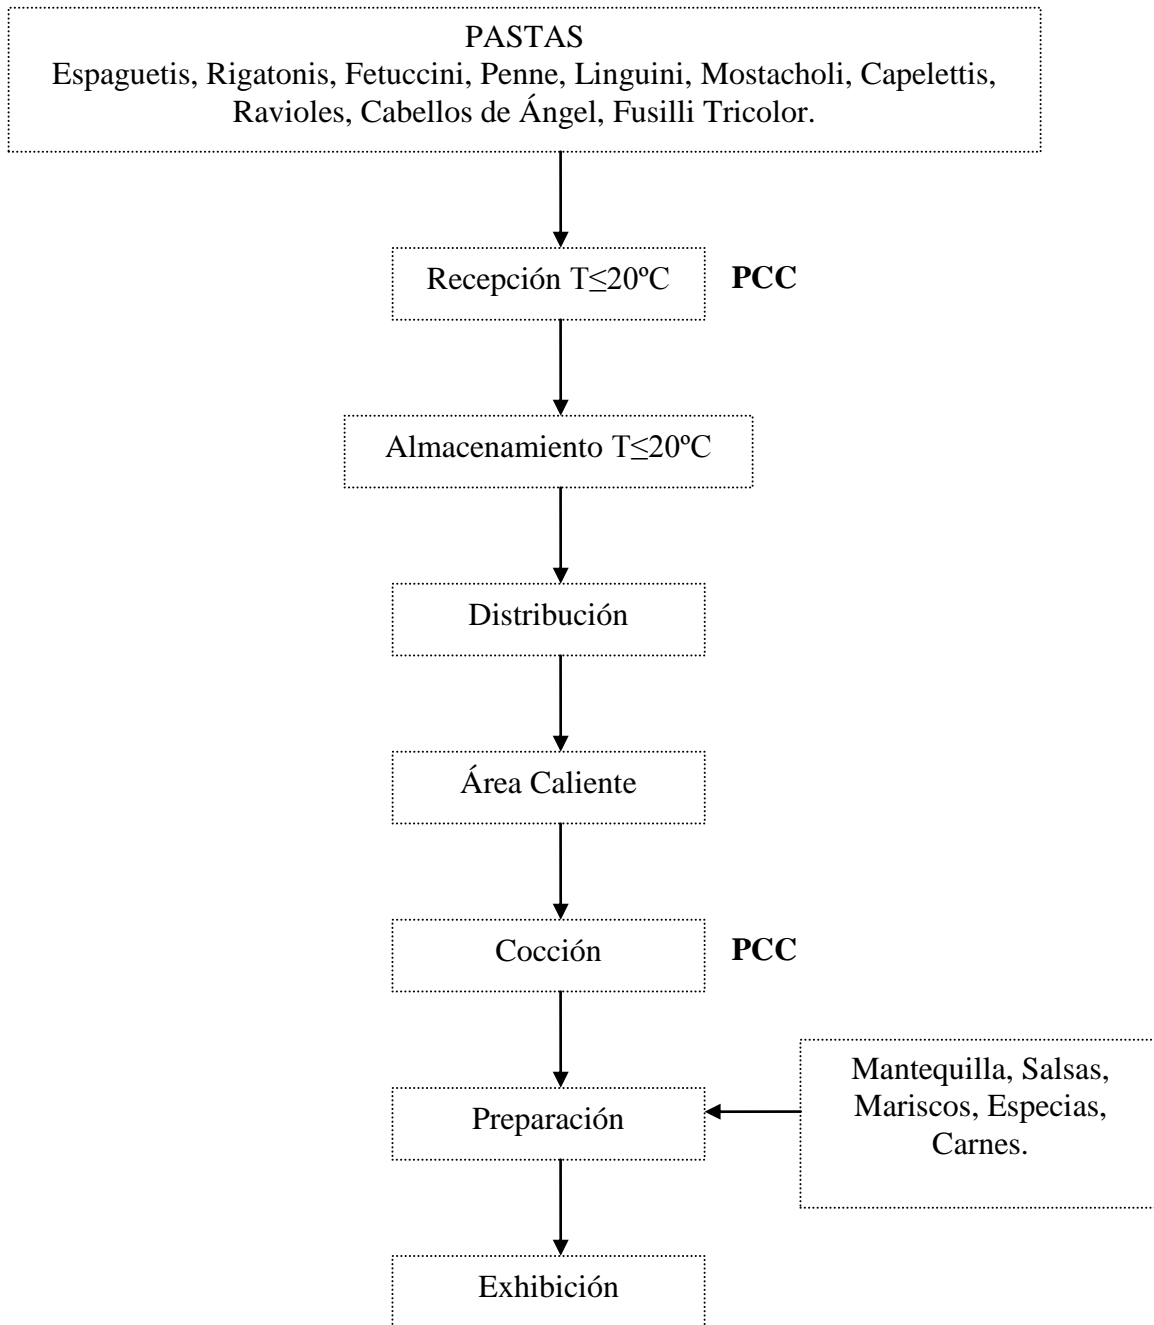 PASTAS
Espaguetis, Rigatonis, Fetuccini, Penne, Linguini, Mostacholi, Capelettis,
Ravioles, Cabellos de Ángel, Fusilli Tricolor.
Recepción T≤20ºC PCC
Almacenamiento T≤20ºC
Distribución
Área Caliente
Cocción PCC
Mantequilla, Salsas,
Mariscos, Especias,
Carnes.
Preparación
Exhibición